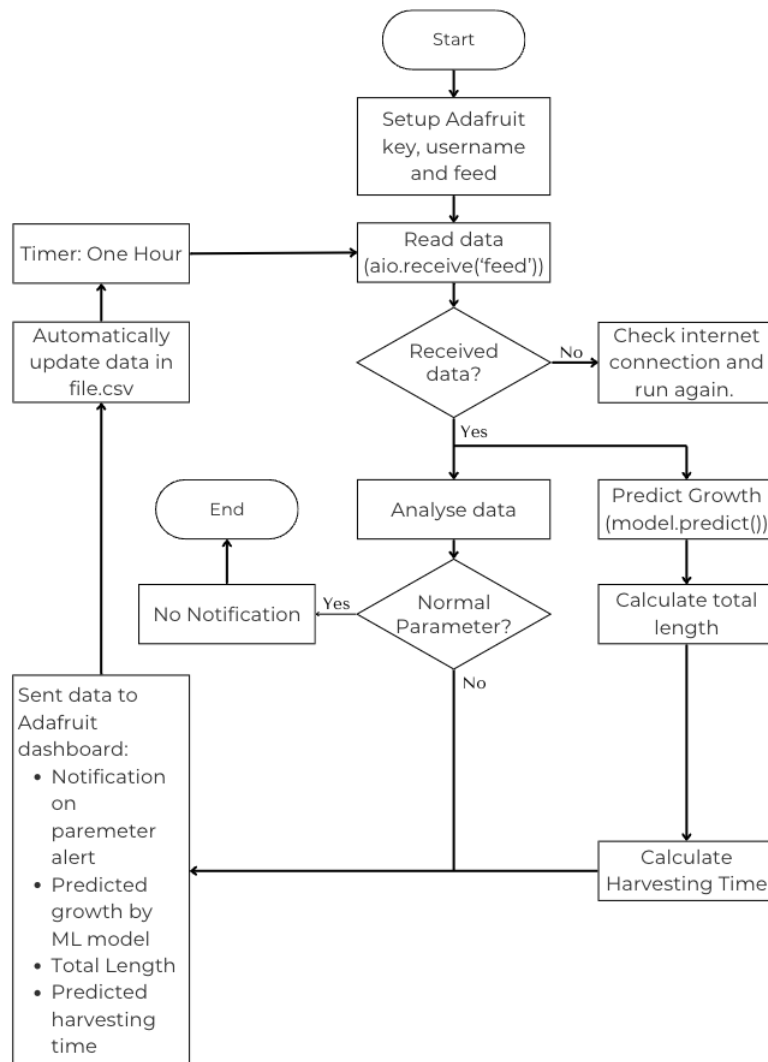 Start
Setup Adafruit
key, username
and feed
Timer: One Hour
Read data
(aio.receive(‘feed’))
Automatically
update data in
file.csv
Received
data?
No
Check internet
connection and
run again.
Yes
End
Analyse data
Predict Growth
(model.predict())
No Notification
Yes
Normal
Parameter?
Calculate total
length
No
Sent data to
Adafruit
dashboard:
• Notification
on
paremeter
alert
• Predicted
growth by
ML model
• Total Length
• Predicted
harvesting
time
Calculate
Harvesting Time